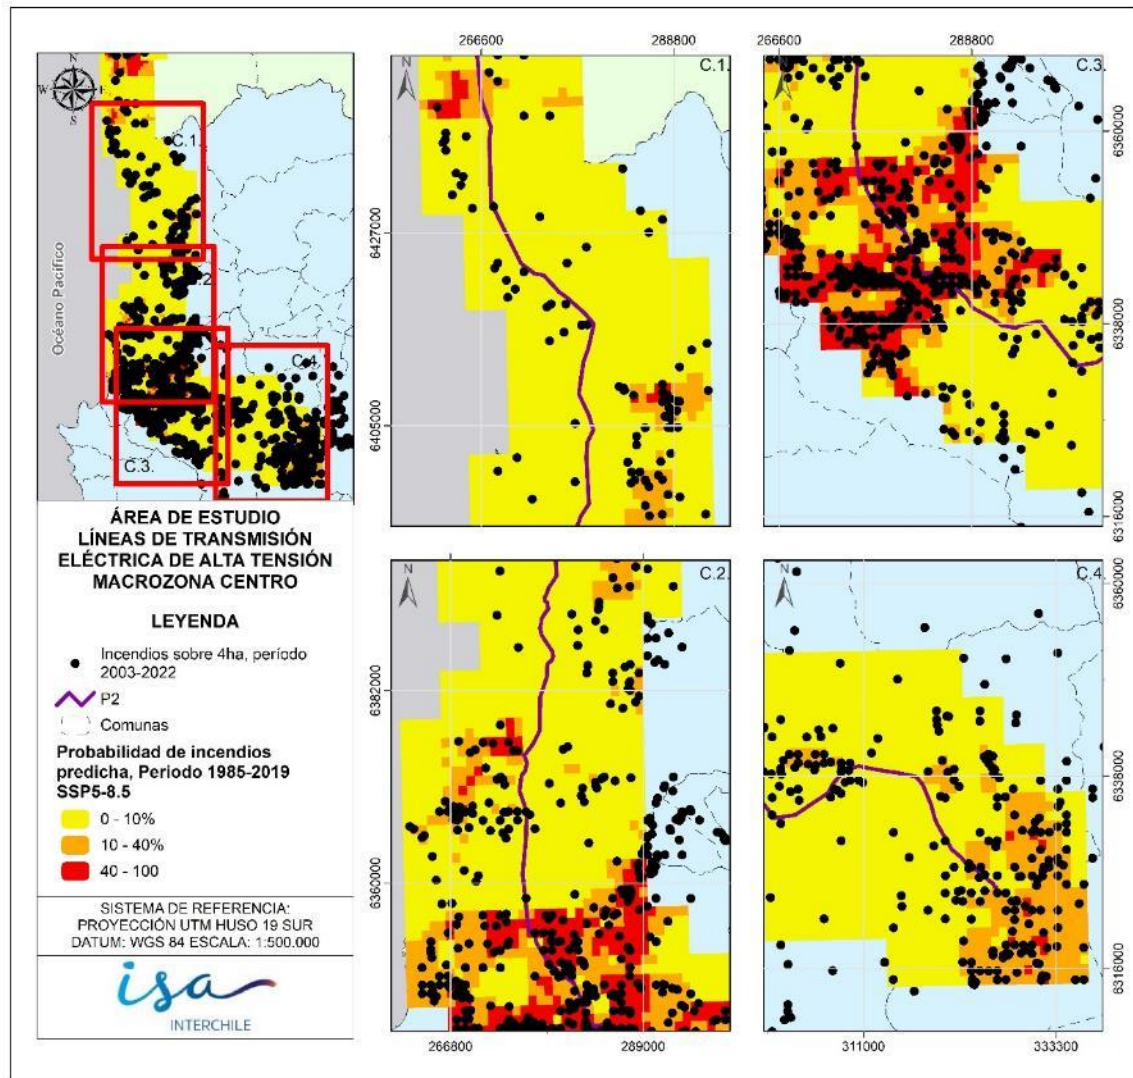 N
W
E
S
C.1.
C.2.
C.3.
C.4.
Océano Pacífico
ÁREA DE ESTUDIO
LÍNEAS DE TRANSMISIÓN
ELÉCTRICA DE ALTA TENSIÓN
MACROZONA CENTRO
LEYENDA
Incendios sobre 4ha, período
2003-2022
P2
Comunas
Probabilidad de incendios
predicha, Periodo 1985-2019
SSP5-8.5
0 - 10%
10 - 40%
40 - 100
SISTEMA DE REFERENCIA:
PROYECCIÓN UTM HUSO 19 SUR
DATUM: WGS 84 ESCALA: 1:500.000
isa
INTERCHILE
266600
288800
N
C.1.
6427000
6405000
266600
288800
N
C.3.
6360000
6338000
6316000
N
C.2.
6382000
6360000
266800
289000
N
C.4.
6360000
6338000
6316000
311000
333300